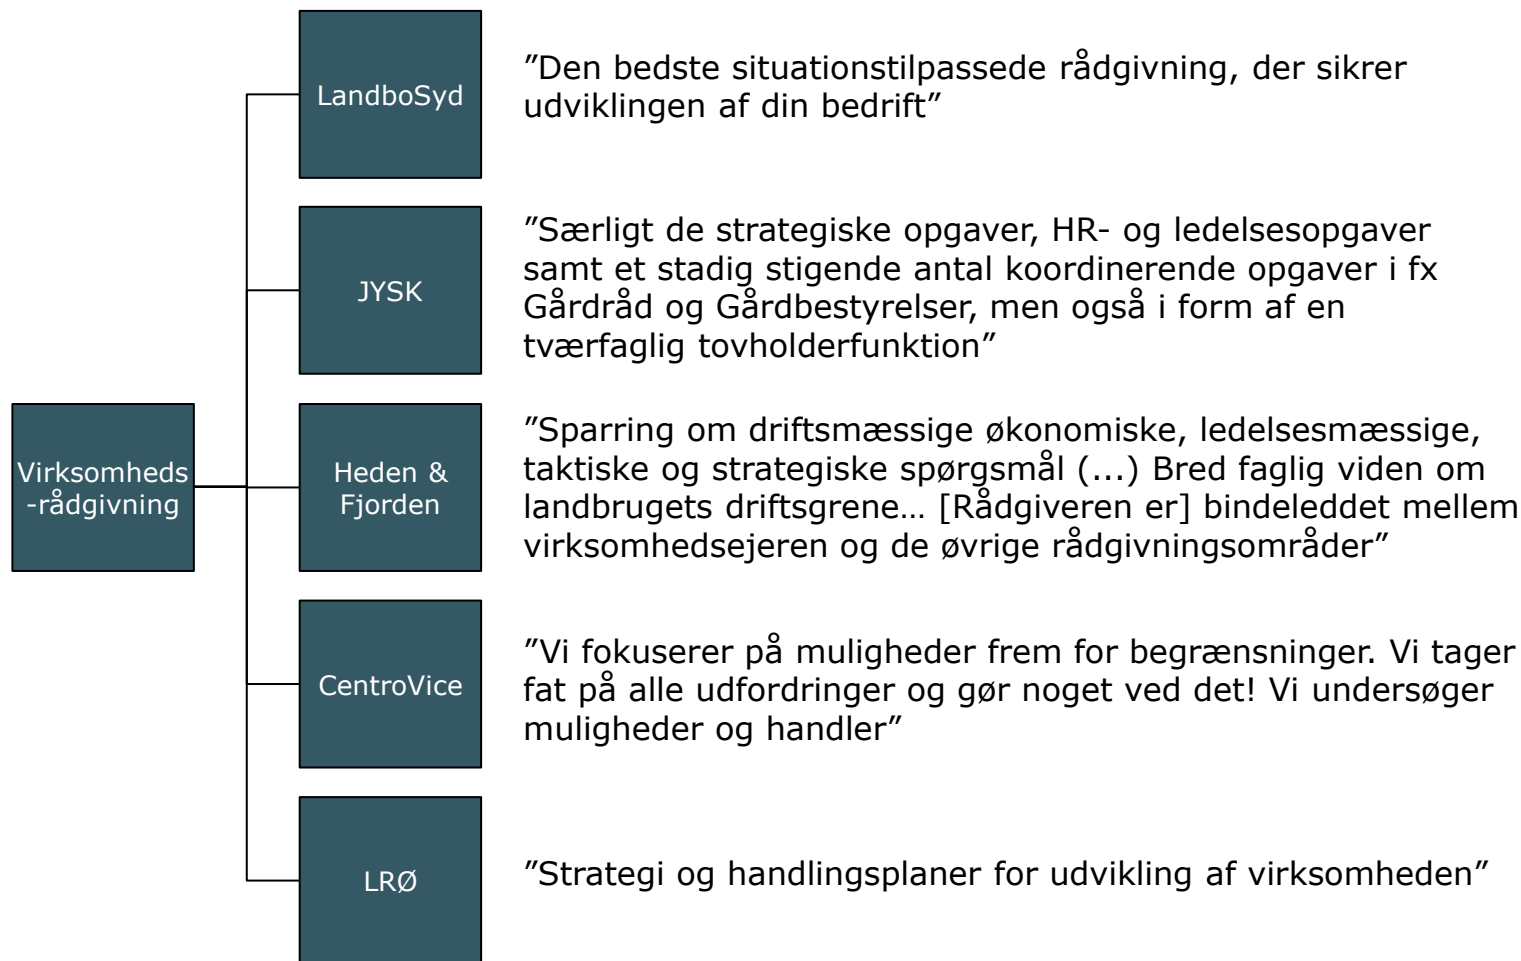 LandboSyd
”Den bedste situationstilpassede rådgivning, der sikrer
udviklingen af din bedrift”
JYSK
”Særligt de strategiske opgaver, HR- og ledelsesopgaver
samt et stadig stigende antal koordinerende opgaver i fx
Gårdråd og Gårdbestyrelser, men også i form af en
tværfaglig tovholderfunktion”
Virksomheds
-rådgivning
Heden &
Fjorden
”Sparring om driftsmæssige økonomiske, ledelsesmæssige,
taktiske og strategiske spørgsmål (...) Bred faglig viden om
landbrugets driftsgrene… [Rådgiveren er] bindeleddet mellem
virksomhedsejeren og de øvrige rådgivningsområder”
CentroVice
”Vi fokuserer på muligheder frem for begrænsninger. Vi tager
fat på alle udfordringer og gør noget ved det! Vi undersøger
muligheder og handler”
LRØ
”Strategi og handlingsplaner for udvikling af virksomheden”